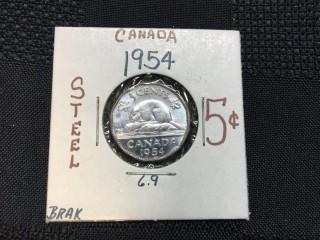 CANADA
1954
STEEL
5 CENTS
CANADA
1954
5¢
6.9
BRAK